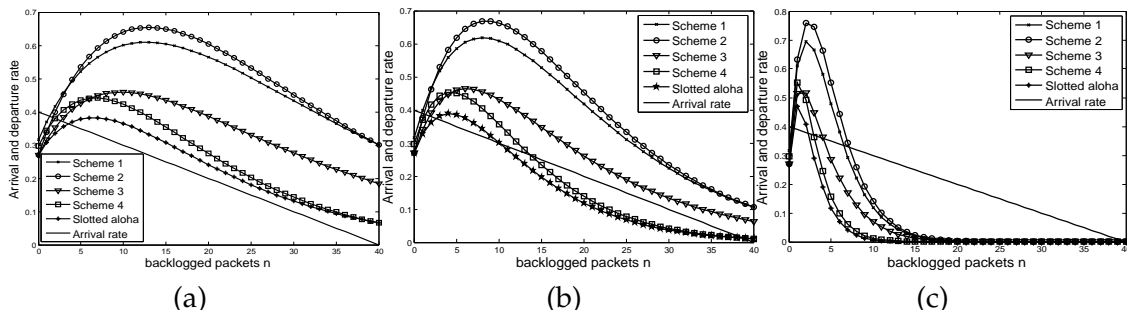 Arrival and departure rate
0.7
0.6
0.5
0.4
0.3
0.2
0.1
0
0 5 10 15 20 25 30 35 40
backlogged packets n
Scheme 1
Scheme 2
Scheme 3
Scheme 4
Slotted aloha
Arrival rate
(a)
Arrival and departure rate
0.7
0.6
0.5
0.4
0.3
0.2
0.1
0
0 5 10 15 20 25 30 35 40
backlogged packets n
Scheme 1
Scheme 2
Scheme 3
Scheme 4
Slotted aloha
Arrival rate
(b)
Arrival and departure rate
0.8
0.7
0.6
0.5
0.4
0.3
0.2
0.1
0
0 5 10 15 20 25 30 35 40
backlogged packets n
Scheme 1
Scheme 2
Scheme 3
Scheme 4
Slotted aloha
Arrival rate
(c)